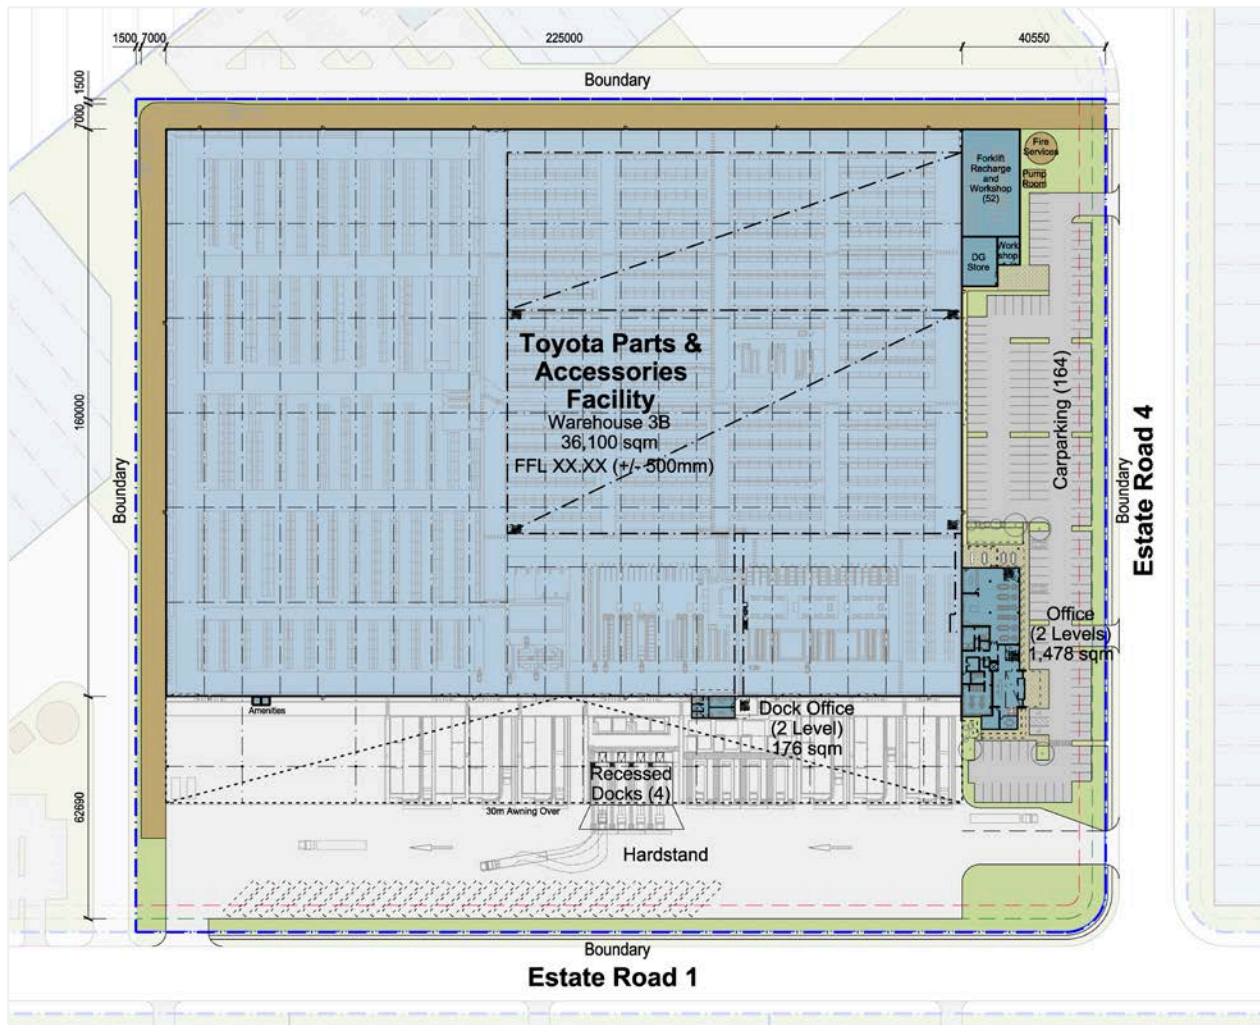 1500
7000
225000
40550
1500
7000
160000
62690
Boundary
Forklift
Recharge
and
Workshop
(52)
Fire
Services
Pump
Room
DG
Store
Work
shop
Toyota Parts &
Accessories
Facility
Warehouse 3B
36,100 sqm
FFL XX.XX (+/- 500mm)
Carparking (164)
Boundary
Boundary
Estate Road 4
Office
(2 Levels)
1,478 sqm
Amenities
Dock Office
(2 Level)
176 sqm
Recessed
Docks (4)
30m Awning Over
Hardstand
Boundary
Estate Road 1